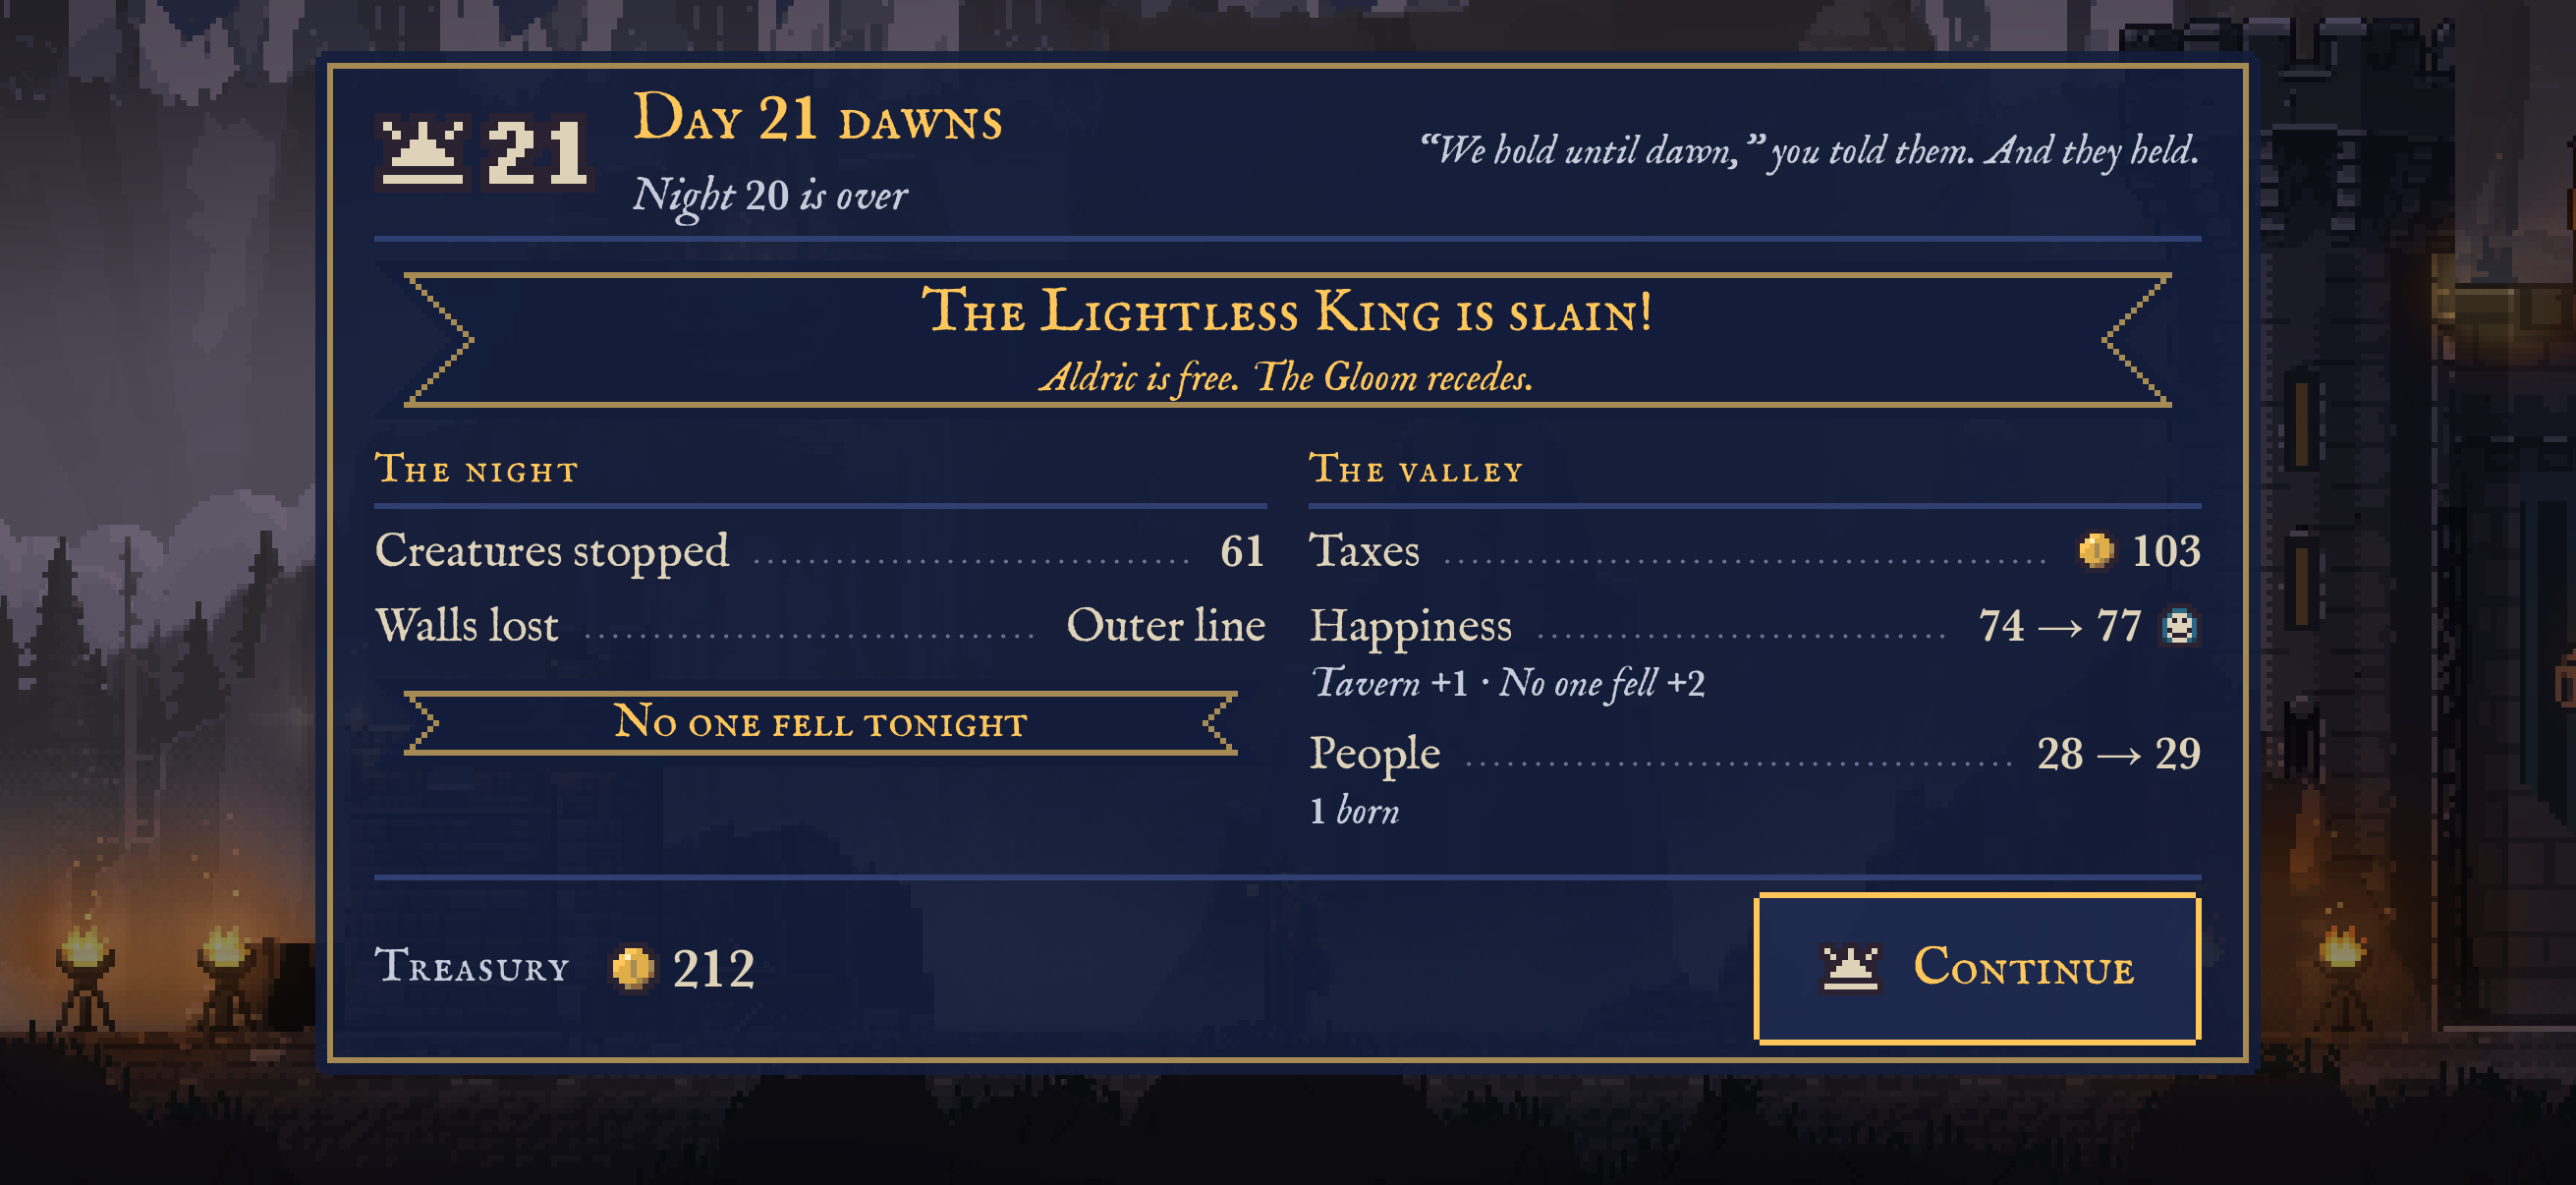 21
Day 21 dawns
Night 20 is over
“We hold until dawn,” you told them. And they held.
The Lightless King is slain!
Aldric is free. The Gloom recedes.
The night
Creatures stopped 61
Walls lost Outer line
No one fell tonight
The valley
Taxes 103
Happiness 74 → 77
Tavern +1 · No one fell +2
People 28 → 29
1 born
Treasury 212
Continue